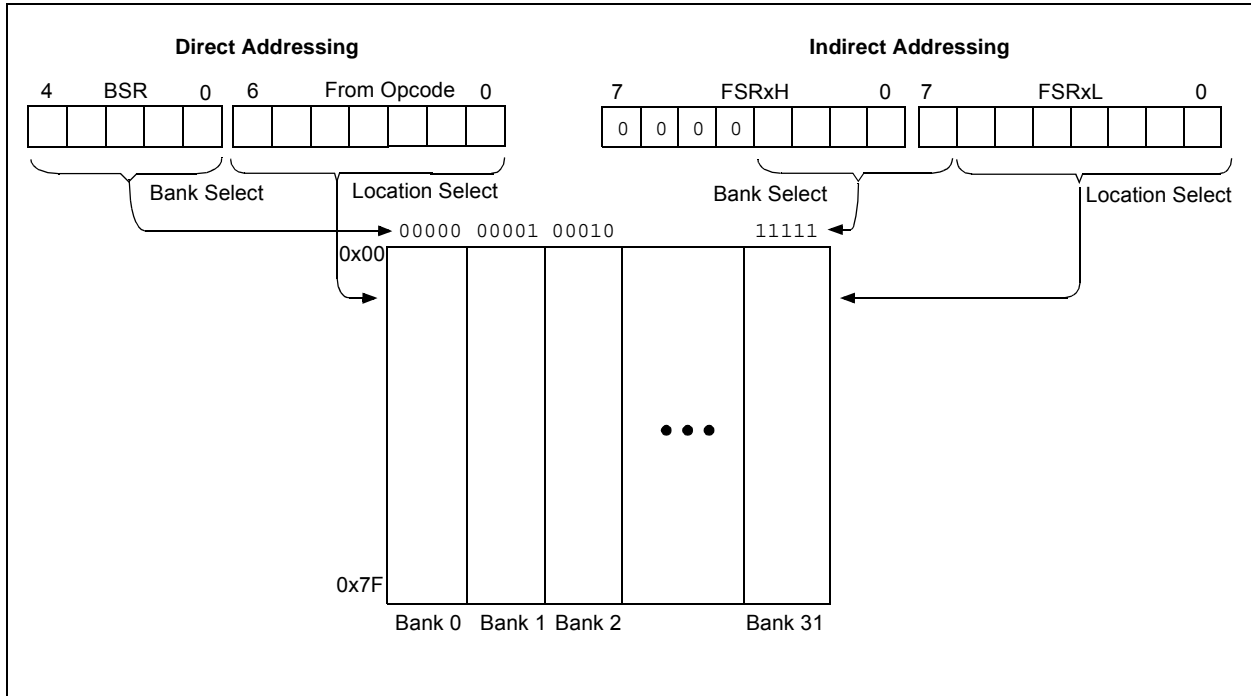 Direct Addressing
Indirect Addressing
4 BSR 0 6 From Opcode 0
7 FSRxH 0 7 FSRxL 0
0 0 0 0
Bank Select
Location Select
Bank Select
Location Select
00000 00001 00010 11111
0x00
0x7F
Bank 0 Bank 1 Bank 2 Bank 31